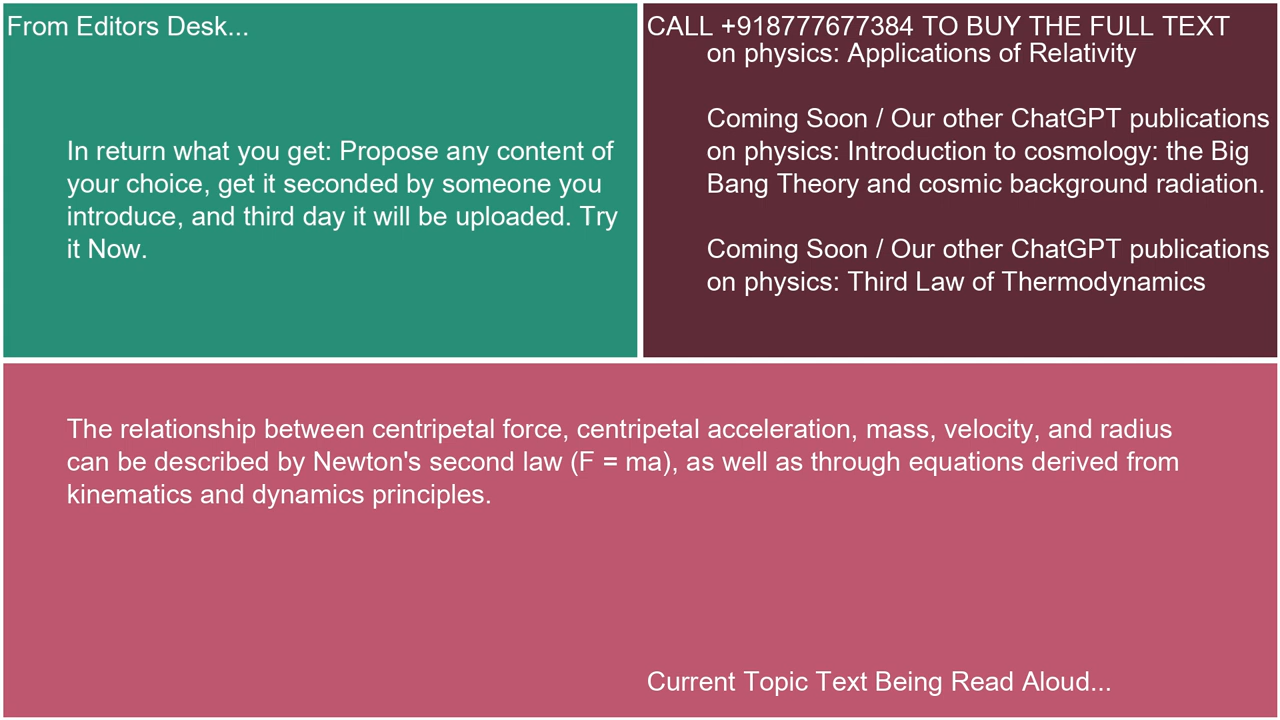 From Editors Desk...
In return what you get: Propose any content of
your choice, get it seconded by someone you
introduce, and third day it will be uploaded. Try
it Now.
CALL +918777677384 TO BUY THE FULL TEXT
on physics: Applications of Relativity
Coming Soon / Our other ChatGPT publications
on physics: Introduction to cosmology: the Big
Bang Theory and cosmic background radiation.
Coming Soon / Our other ChatGPT publications
on physics: Third Law of Thermodynamics
The relationship between centripetal force, centripetal acceleration, mass, velocity, and radius
can be described by Newton's second law (F = ma), as well as through equations derived from
kinematics and dynamics principles.
Current Topic Text Being Read Aloud...